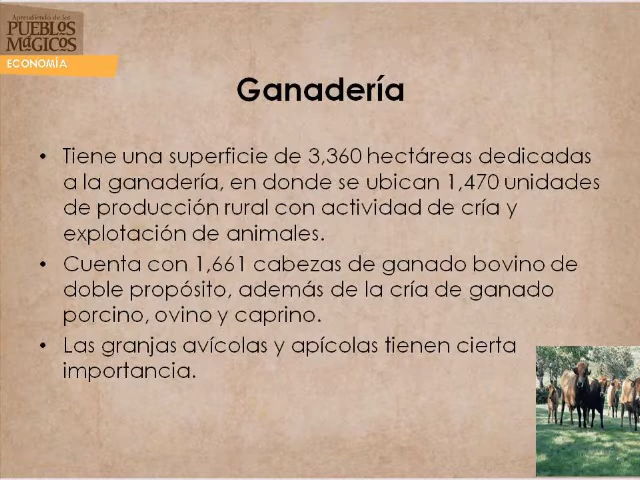 Aprendiendo de los
PUEBLOS
MáGICOS
ECONOMÍA
Ganadería
• Tiene una superficie de 3,360 hectáreas dedicadas
a la ganadería, en donde se ubican 1,470 unidades
de producción rural con actividad de cría y
explotación de animales.
• Cuenta con 1,661 cabezas de ganado bovino de
doble propósito, además de la cría de ganado
porcino, ovino y caprino.
• Las granjas avícolas y apícolas tienen cierta
importancia.